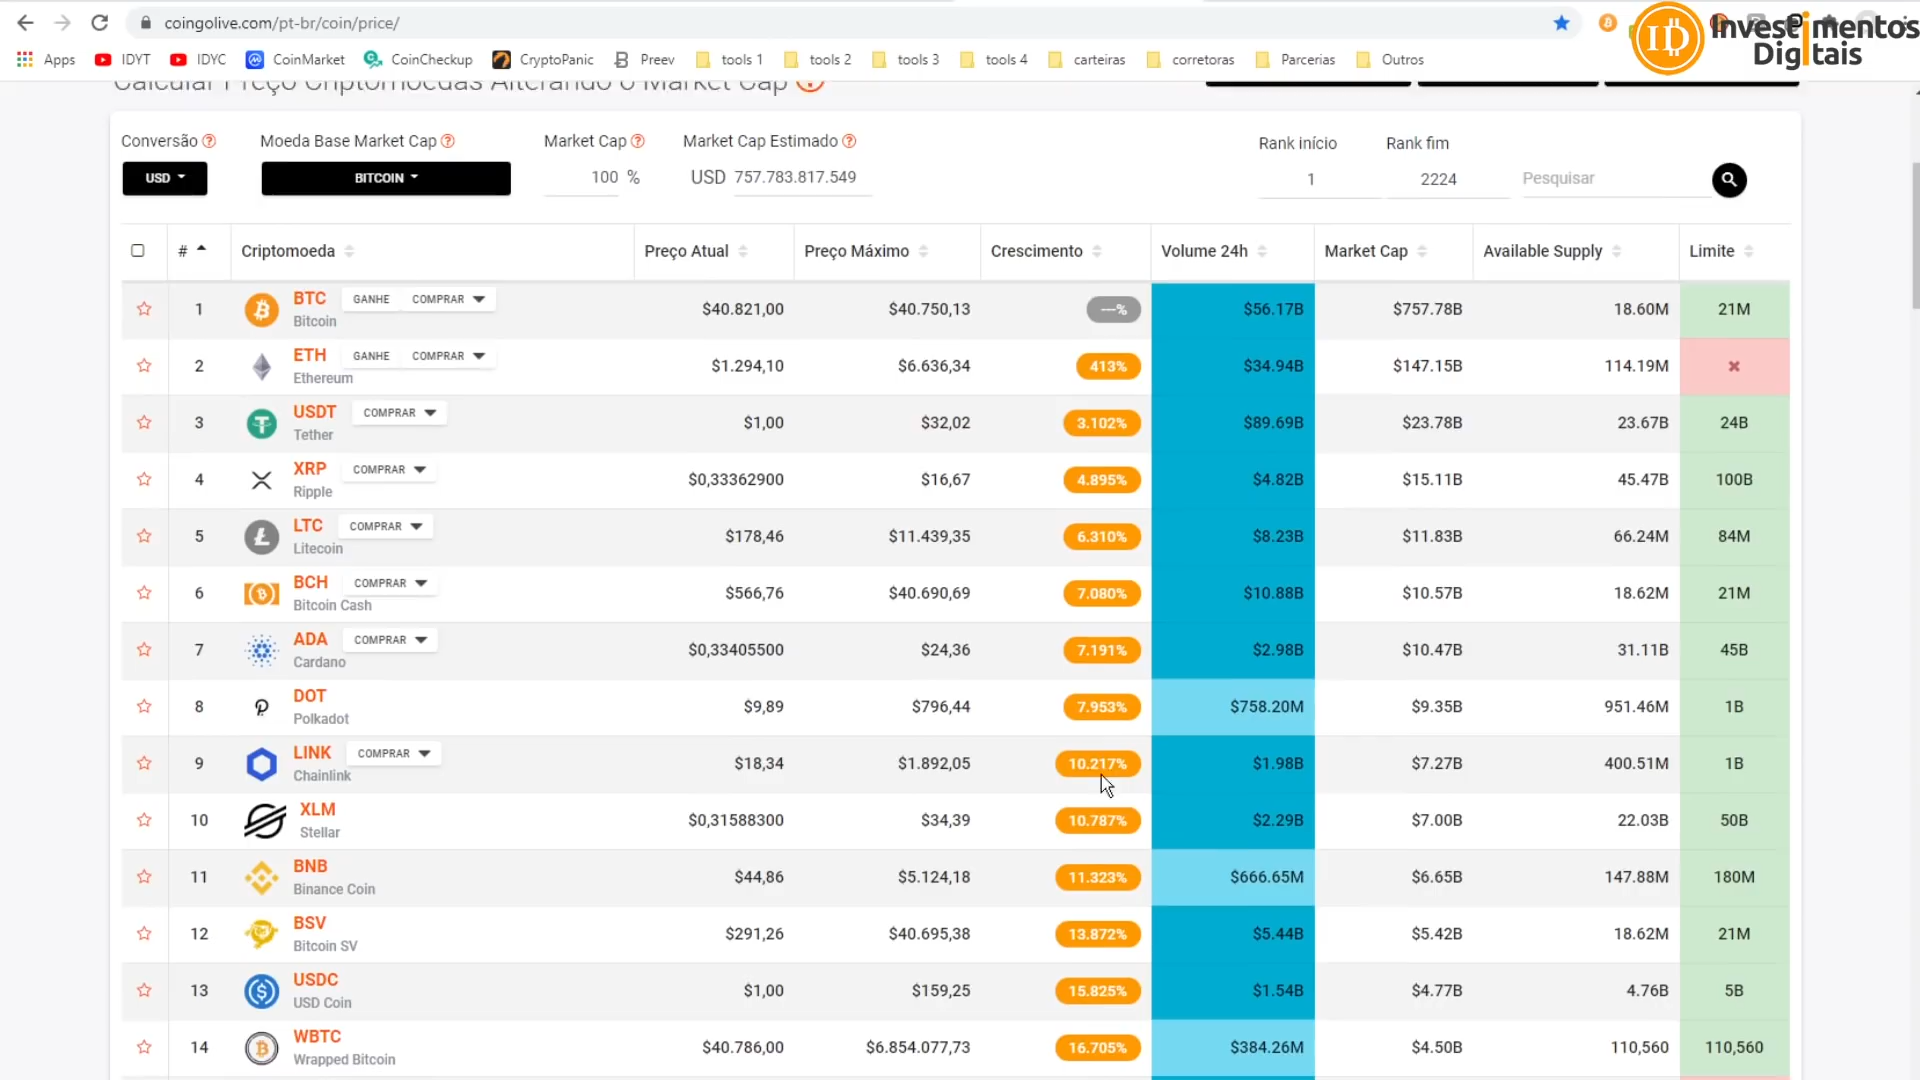 coingolive.com/pt-br/coin/price/
Investimentos
Digitais
Apps IDYT IDYC CoinMarket CoinCheckup CryptoPanic Preev tools 1 tools 2 tools 3 tools 4 carteiras corretoras Parcerias Outros
Calcular Preço Criptomoedas Alterando o Market Cap
Conversão Moeda Base Market Cap Market Cap Market Cap Estimado Rank início Rank fim
USD BITCOIN 100 % USD 757.783.817.549 1 2224 Pesquisar
# Criptomoeda Preço Atual Preço Máximo Crescimento Volume 24h Market Cap Available Supply Limite
1 BTC GANHE COMPRAR $40.821,00 $40.750,13 ---% $56.17B $757.78B 18.60M 21M
Bitcoin
2 ETH GANHE COMPRAR $1.294,10 $6.636,34 413% $34.94B $147.15B 114.19M
Ethereum
3 USDT COMPRAR $1,00 $32,02 3.102% $89.69B $23.78B 23.67B 24B
Tether
4 XRP COMPRAR $0,33362900 $16,67 4.895% $4.82B $15.11B 45.47B 100B
Ripple
5 LTC COMPRAR $178,46 $11.439,35 6.310% $8.23B $11.83B 66.24M 84M
Litecoin
6 BCH COMPRAR $566,76 $40.690,69 7.080% $10.88B $10.57B 18.62M 21M
Bitcoin Cash
7 ADA COMPRAR $0,33405500 $24,36 7.191% $2.98B $10.47B 31.11B 45B
Cardano
8 DOT $9,89 $796,44 7.953% $758.20M $9.35B 951.46M 1B
Polkadot
9 LINK COMPRAR $18,34 $1.892,05 10.217% $1.98B $7.27B 400.51M 1B
Chainlink
10 XLM $0,31588300 $34,39 10.787% $2.29B $7.00B 22.03B 50B
Stellar
11 BNB $44,86 $5.124,18 11.323% $666.65M $6.65B 147.88M 180M
Binance Coin
12 BSV $291,26 $40.695,38 13.872% $5.44B $5.42B 18.62M 21M
Bitcoin SV
13 USDC $1,00 $159,25 15.825% $1.54B $4.77B 4.76B 5B
USD Coin
14 WBTC $40.786,00 $6.854.077,73 16.705% $384.26M $4.50B 110,560 110,560
Wrapped Bitcoin